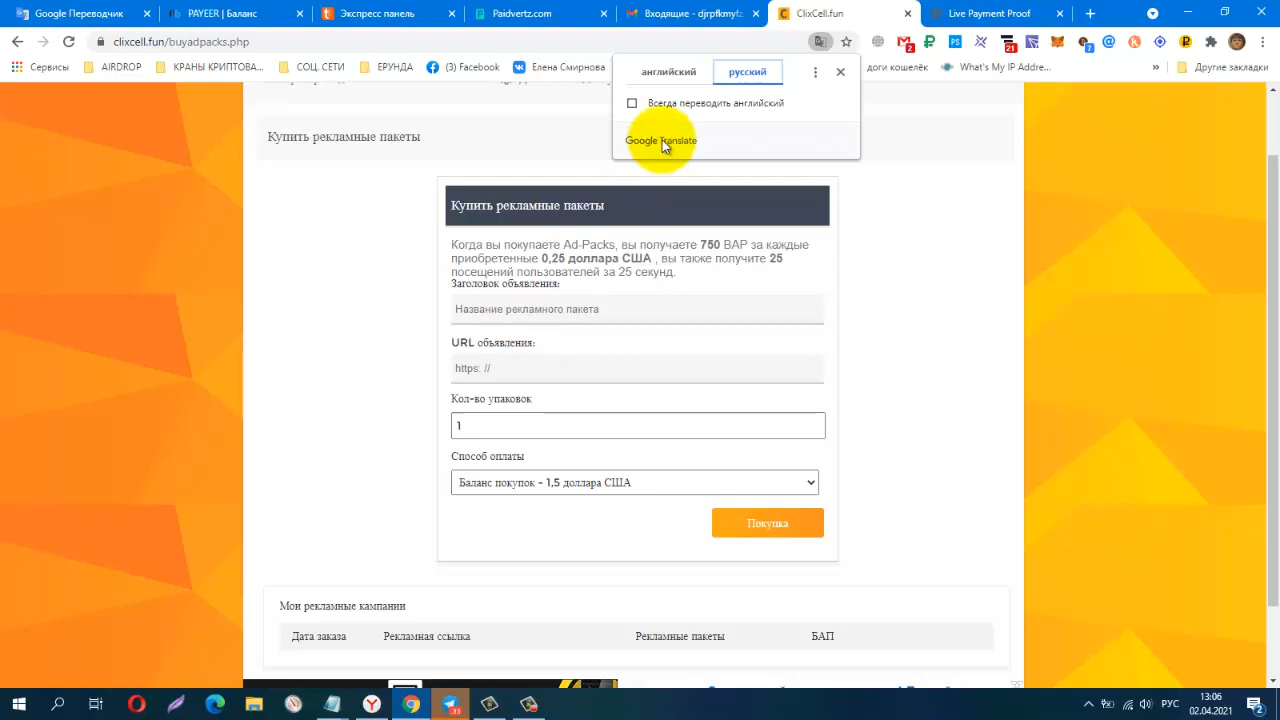 Google Переводчик
PAYEER | Баланс
Экспресс панель
Paidvertz.com
Входящие - djrpfkmyfz
ClixCell.fun
Live Payment Proof
clixcell.fun/buyadpacks.php
2
21
7
Сервисы
AIRDROP
КРАНЫ КРИПТОВА...
СОЦ. СЕТИ
ЕРУНДА
(3) Facebook
Елена Смирнова
доги кошелёк
What's My IP Addre...
»
Другие закладки
английский
русский
Всегда переводить английский
Google Translate
Купить рекламные пакеты
Купить рекламные пакеты
Когда вы покупаете Ad-Packs, вы получаете 750 BAP за каждые
приобретенные 0,25 доллара США , вы также получите 25
посещений пользователей за 25 секунд.
Заголовок объявления:
Название рекламного пакета
URL объявления:
https: //
Кол-во упаковок
1
Способ оплаты
Баланс покупок - 1,5 доллара США
Покупка
Мои рекламные кампании
Дата заказа
Рекламная ссылка
Рекламные пакеты
БАП
РУС
13:06
02.04.2021
2